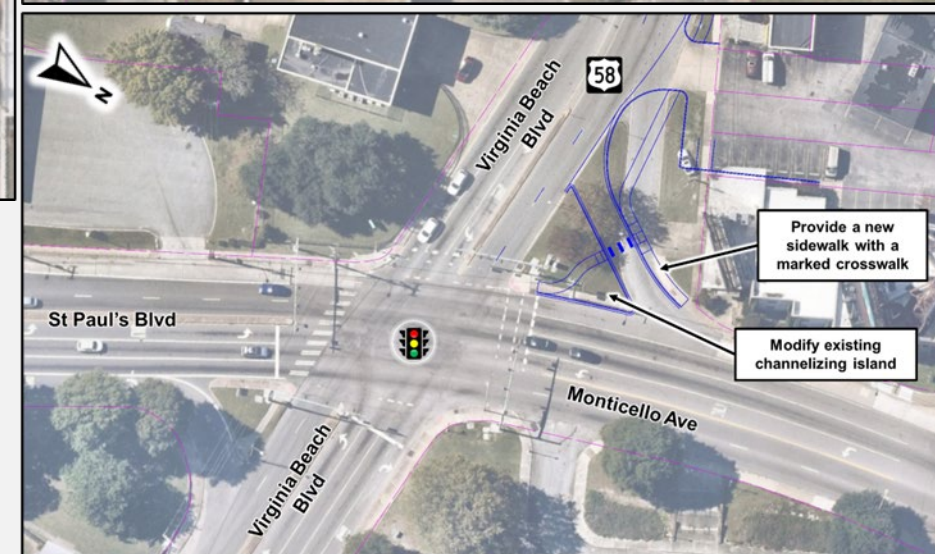 N
Virginia Beach
Blvd
58
Provide a new
sidewalk with a
marked crosswalk
St Paul's Blvd
Modify existing
channelizing island
Monticello Ave
Virginia Beach
Blvd